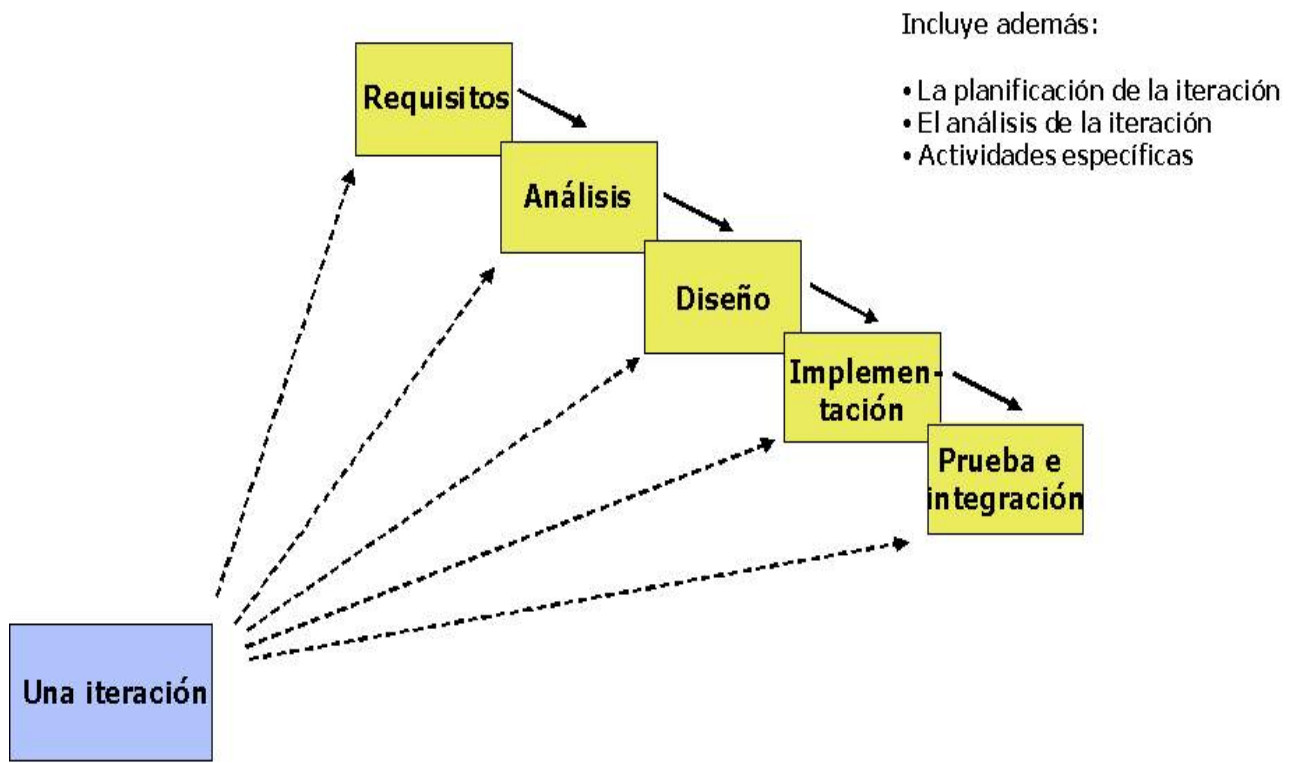 Incluye además:
• La planificación de la iteración
• El análisis de la iteración
• Actividades específicas
Requisitos
Análisis
Diseño
Implemen-
tación
Prueba e
integración
Una iteración